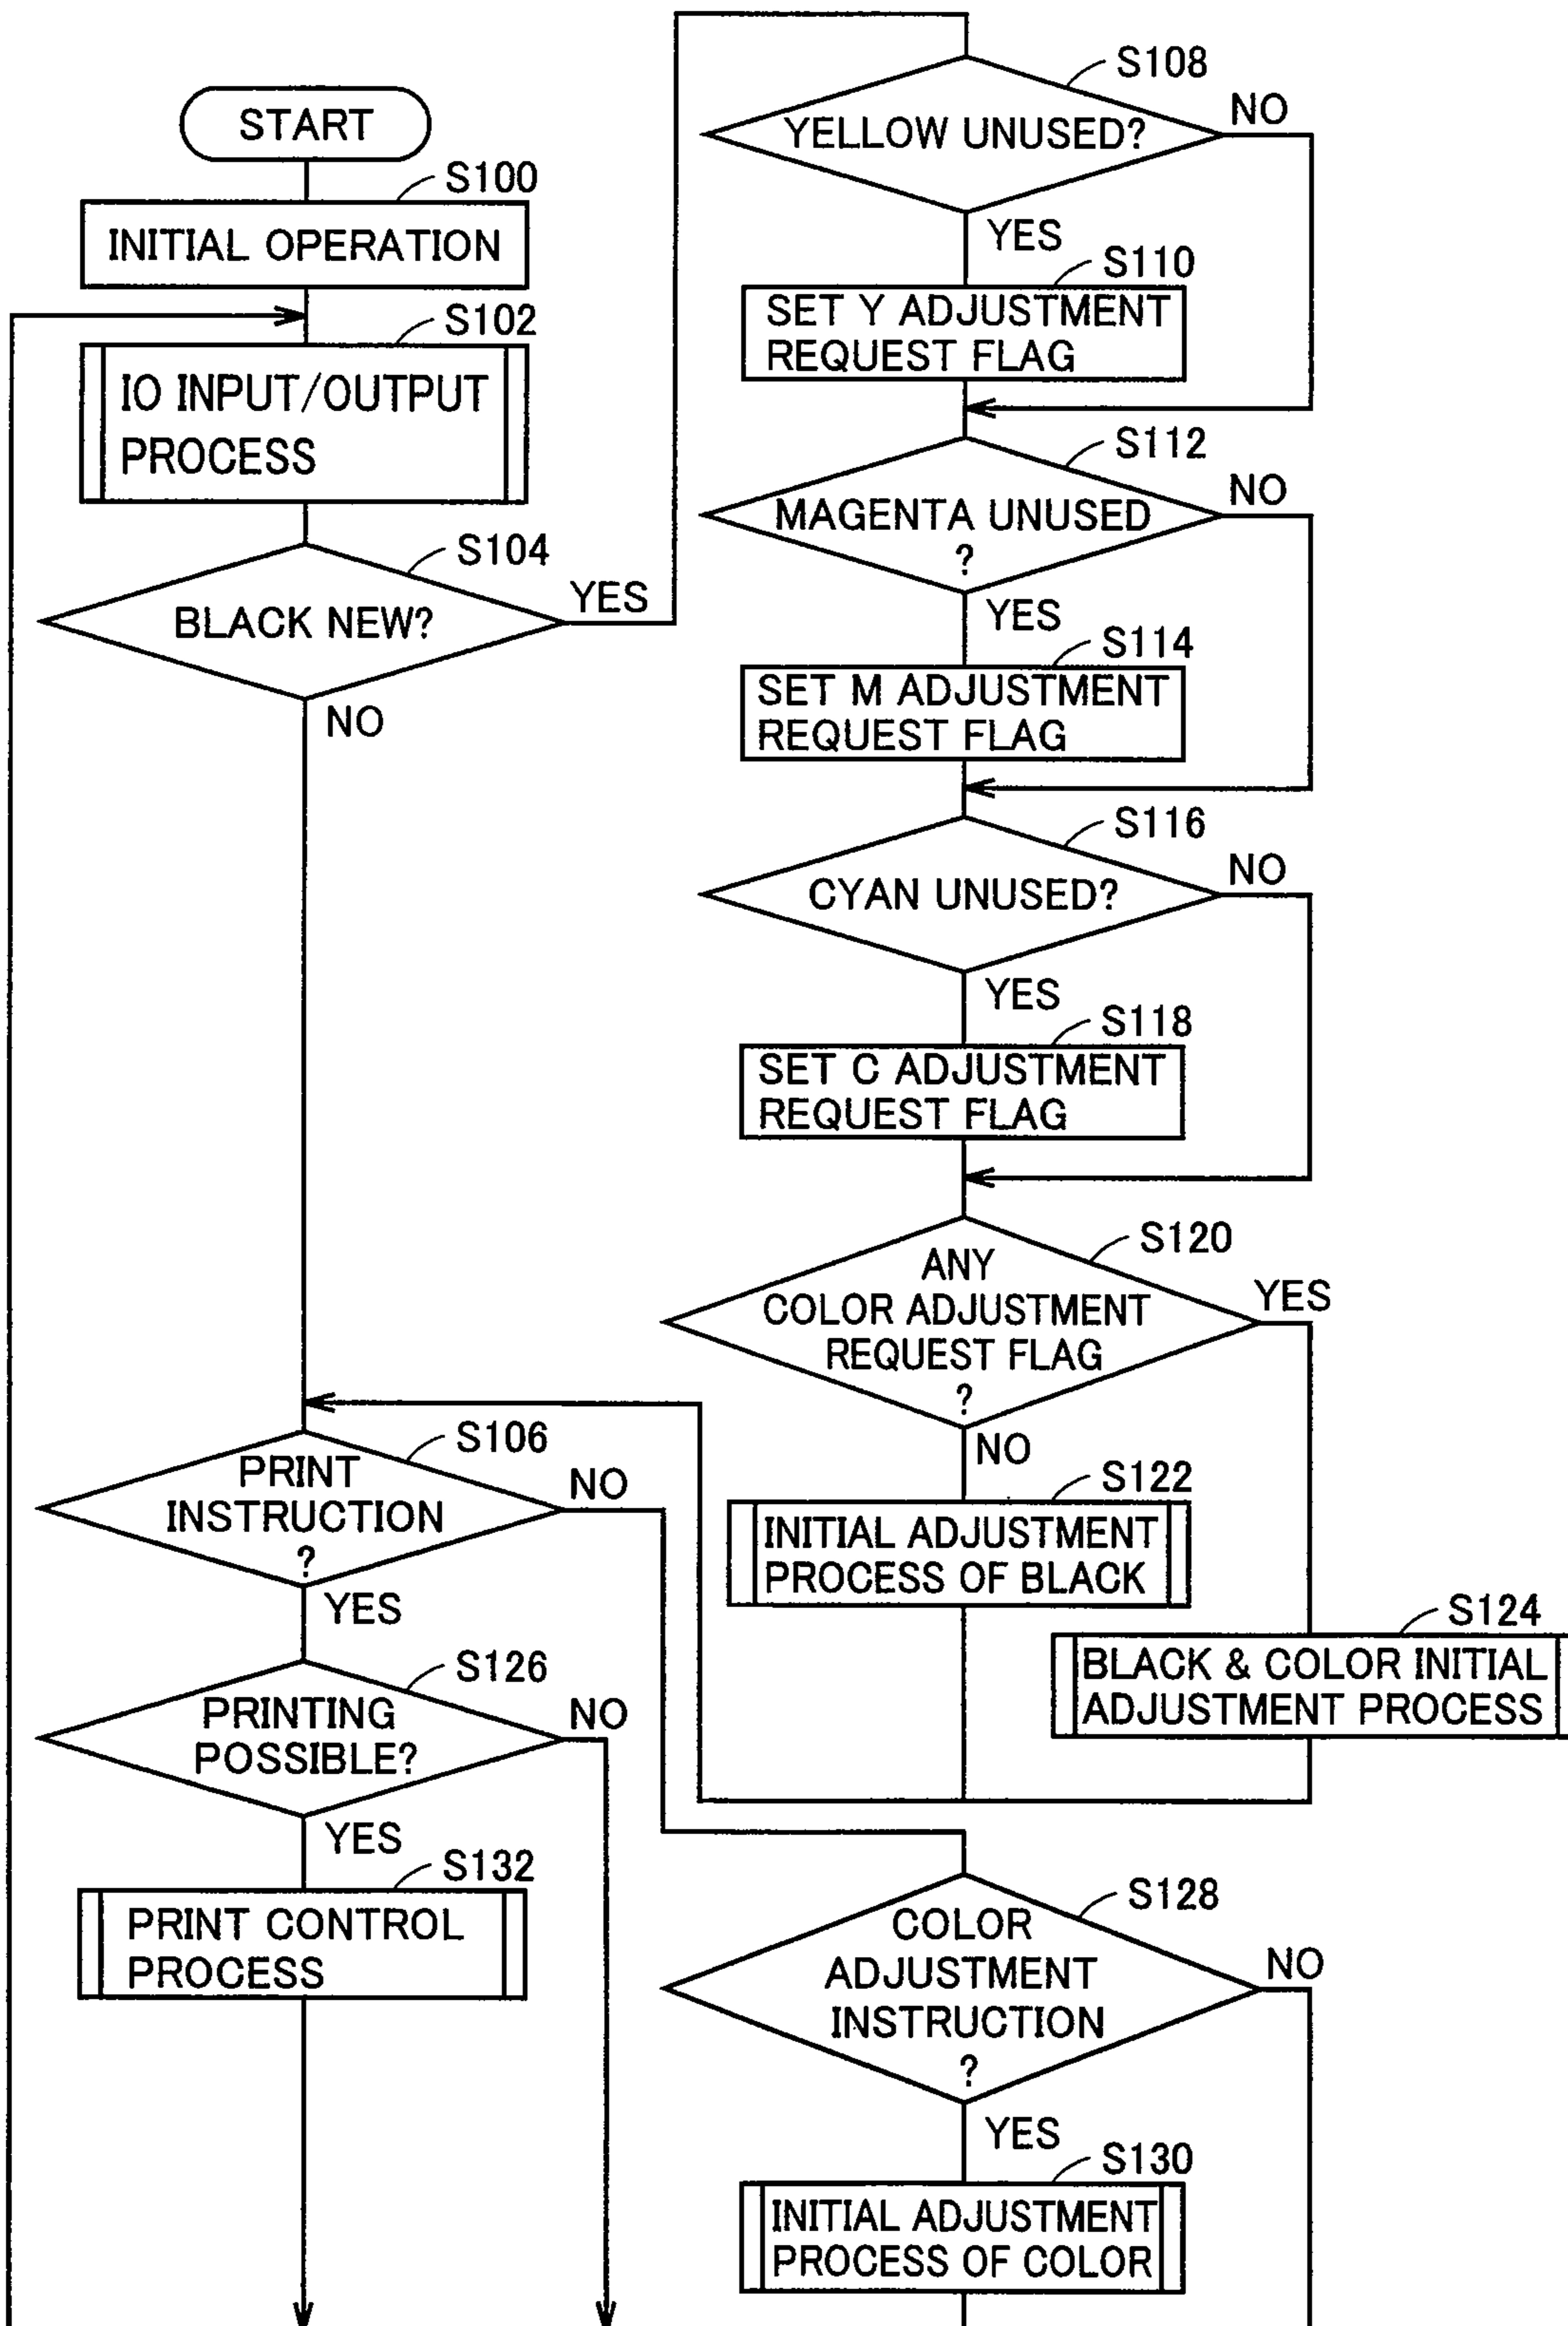 START
S100
INITIAL OPERATION
S102
IO INPUT/OUTPUT
PROCESS
S104
BLACK NEW?
YES
NO
S108
YELLOW UNUSED?
NO
YES
S110
SET Y ADJUSTMENT
REQUEST FLAG
S112
MAGENTA UNUSED
?
NO
YES
S114
SET M ADJUSTMENT
REQUEST FLAG
S116
CYAN UNUSED?
NO
YES
S118
SET C ADJUSTMENT
REQUEST FLAG
S120
ANY
COLOR ADJUSTMENT
REQUEST FLAG
?
YES
NO
S122
INITIAL ADJUSTMENT
PROCESS OF BLACK
S124
BLACK & COLOR INITIAL
ADJUSTMENT PROCESS
S106
PRINT
INSTRUCTION
?
NO
YES
S126
PRINTING
POSSIBLE?
NO
YES
S132
PRINT CONTROL
PROCESS
S128
COLOR
ADJUSTMENT
INSTRUCTION
?
NO
YES
S130
INITIAL ADJUSTMENT
PROCESS OF COLOR